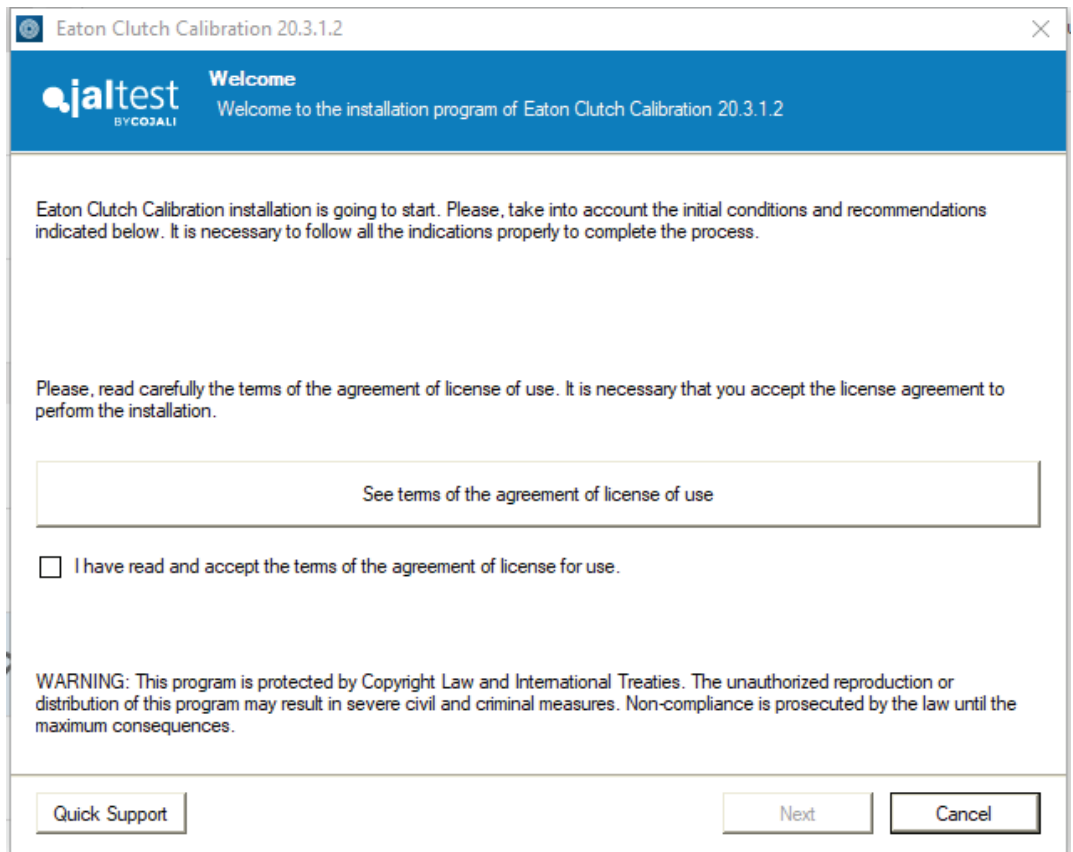 Eaton Clutch Calibration 20.3.1.2
jaltest
BY COJALI
Welcome
Welcome to the installation program of Eaton Clutch Calibration 20.3.1.2
Eaton Clutch Calibration installation is going to start. Please, take into account the initial conditions and recommendations
indicated below. It is necessary to follow all the indications properly to complete the process.
Please, read carefully the terms of the agreement of license of use. It is necessary that you accept the license agreement to
perform the installation.
See terms of the agreement of license of use
I have read and accept the terms of the agreement of license for use.
WARNING: This program is protected by Copyright Law and International Treaties. The unauthorized reproduction or
distribution of this program may result in severe civil and criminal measures. Non-compliance is prosecuted by the law until the
maximum consequences.
Quick Support
Next
Cancel